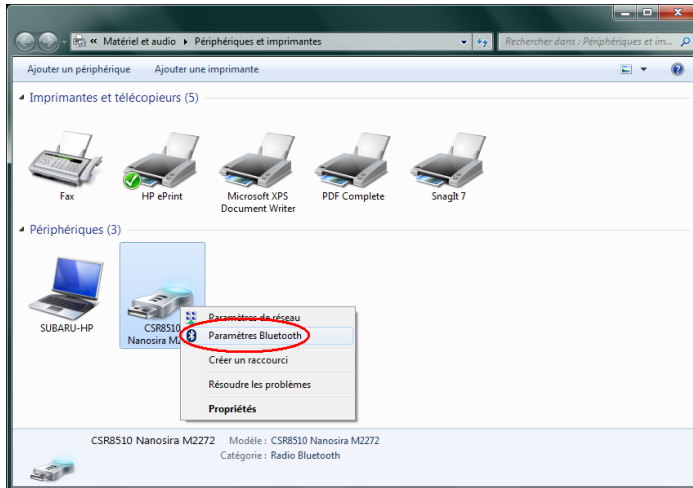 « Matériel et audio ▸ Périphériques et imprimantes
Rechercher dans : Périphériques et im...
Ajouter un périphérique Ajouter une imprimante
Imprimantes et télécopieurs (5)
Fax
HP ePrint
Microsoft XPS
Document Writer
PDF Complete
SnagIt 7
Périphériques (3)
SUBARU-HP
CSR8510
Nanosira M2
Paramètres de réseau
Paramètres Bluetooth
Créer un raccourci
Résoudre les problèmes
Propriétés
CSR8510 Nanosira M2272 Modèle : CSR8510 Nanosira M2272
Catégorie : Radio Bluetooth